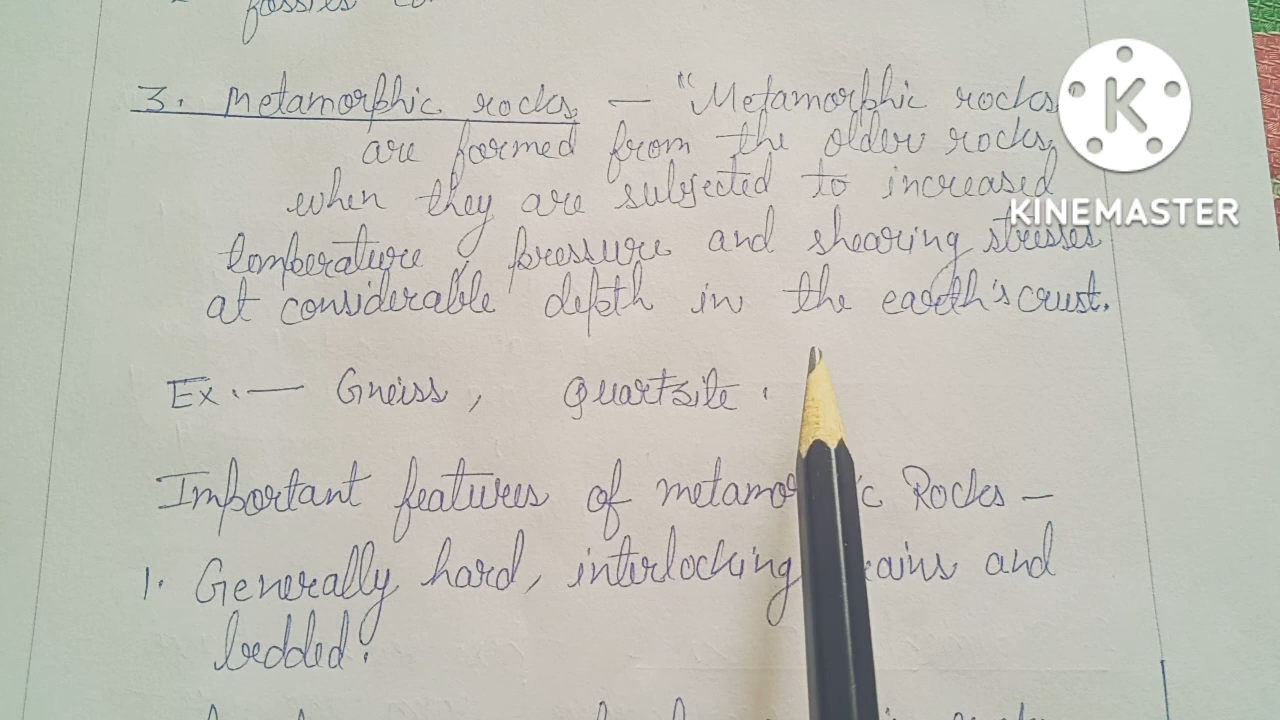 fossils
3. Metamorphic rocks — "Metamorphic rocks
are formed from the older rocks,
when they are subjected to increased
temperature, pressure and shearing stresses
at considerable depth in the earth's crust.
Ex. — Gneiss, Quartzite.
Important features of Rocks —
1. Generally hard, interlocking and
bedded.
K
KINEMASTER